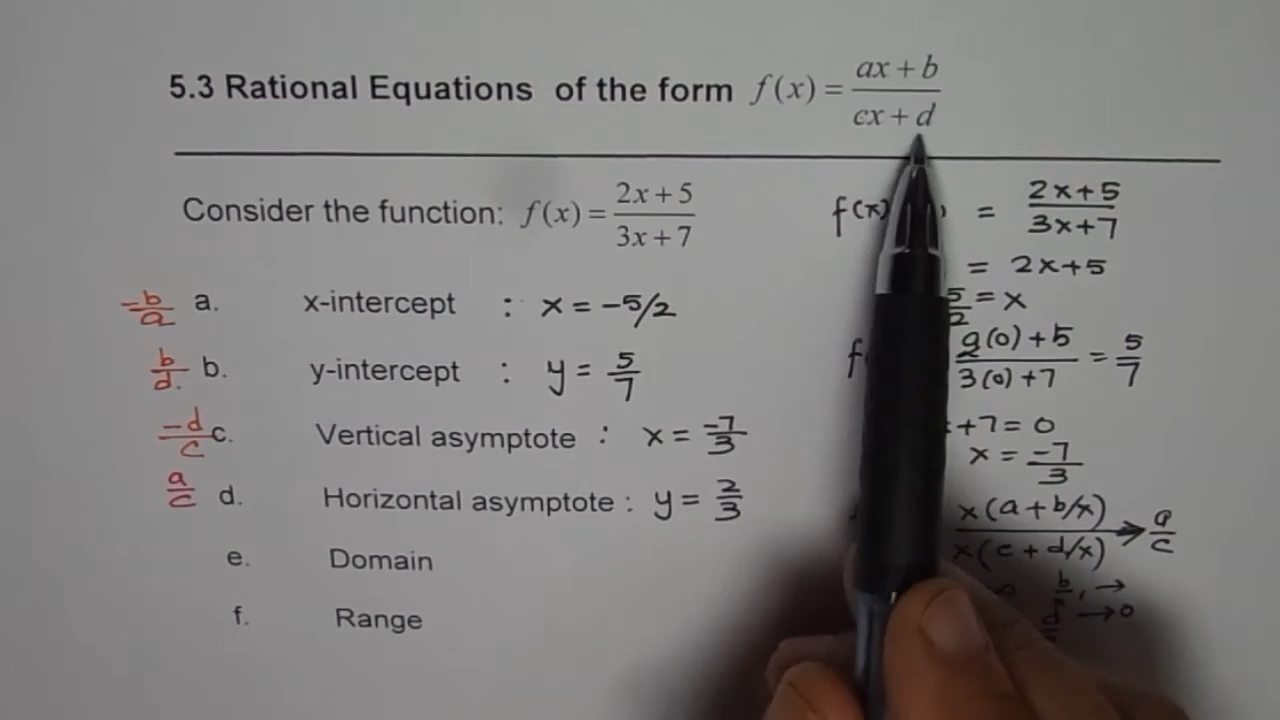 5.3 Rational Equations of the form f(x) = (ax + b)/(cx + d)
Consider the function: f(x) = (2x + 5)/(3x + 7)
f(x) = (2x+5)/(3x+7)
= 2x+5
-b/a a. x-intercept : x = -5/2
5/2 = x
b/d. b. y-intercept : y = 5/7
(2(0)+5)/(3(0)+7) = 5/7
-d/c c. Vertical asymptote : x = -7/3
+7=0
x = -7/3
a/c d. Horizontal asymptote : y = 2/3
x(a+b/x)/x(c+d/x) → a/c
e. Domain
f. Range
→0